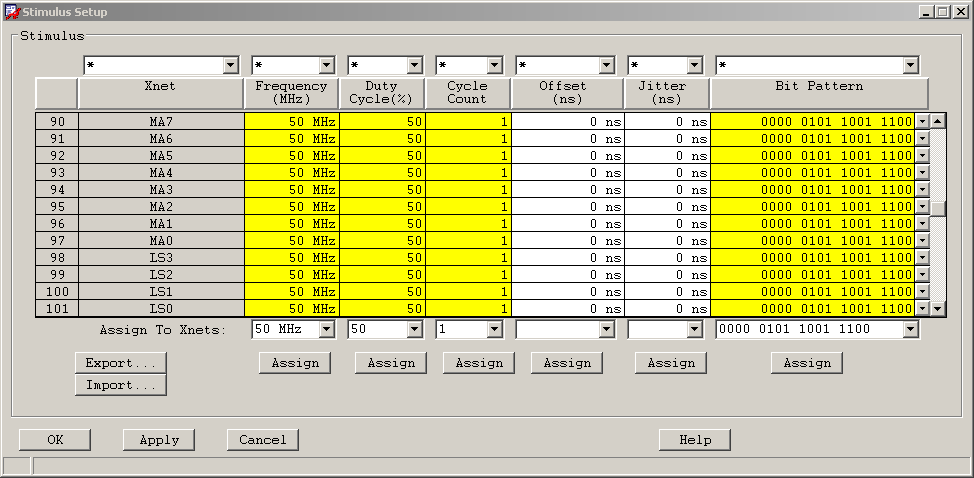 Stimulus Setup
Stimulus
* * * * * * *
Xnet Frequency (MHz) Duty Cycle(%) Cycle Count Offset (ns) Jitter (ns) Bit Pattern
90 MA7 50 MHz 50 1 0 ns 0 ns 0000 0101 1001 1100
91 MA6 50 MHz 50 1 0 ns 0 ns 0000 0101 1001 1100
92 MA5 50 MHz 50 1 0 ns 0 ns 0000 0101 1001 1100
93 MA4 50 MHz 50 1 0 ns 0 ns 0000 0101 1001 1100
94 MA3 50 MHz 50 1 0 ns 0 ns 0000 0101 1001 1100
95 MA2 50 MHz 50 1 0 ns 0 ns 0000 0101 1001 1100
96 MA1 50 MHz 50 1 0 ns 0 ns 0000 0101 1001 1100
97 MA0 50 MHz 50 1 0 ns 0 ns 0000 0101 1001 1100
98 LS3 50 MHz 50 1 0 ns 0 ns 0000 0101 1001 1100
99 LS2 50 MHz 50 1 0 ns 0 ns 0000 0101 1001 1100
100 LS1 50 MHz 50 1 0 ns 0 ns 0000 0101 1001 1100
101 LS0 50 MHz 50 1 0 ns 0 ns 0000 0101 1001 1100
Assign To Xnets: 50 MHz 50 1 0000 0101 1001 1100
Export... Assign Assign Assign Assign Assign Assign
Import...
OK Apply Cancel Help